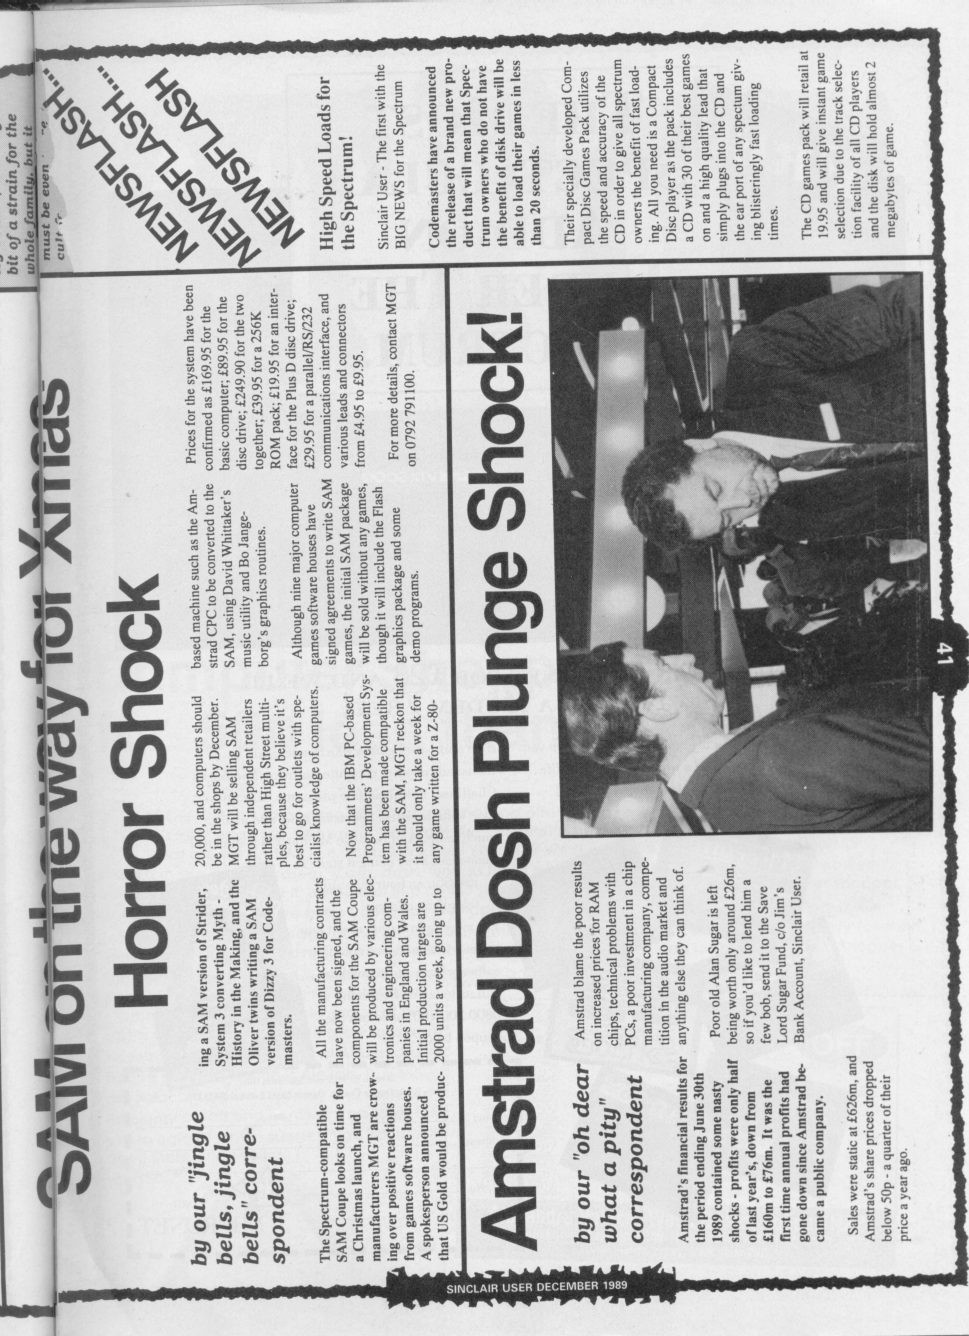 bit of a strain for the
whole family, but it
must be even
SAM on the way for Xmas
Horror Shock
by our "jingle
bells, jingle
bells" corre-
spondent
The Spectrum-compatible
SAM Coupe looks on time for
a Christmas launch, and
manufacturers MGT are crow-
ing over positive reactions
from games software houses.
A spokesperson announced
that US Gold would be produc-
ing a SAM version of Strider,
System 3 converting Myth -
History in the Making, and the
Oliver twins writing a SAM
version of Dizzy 3 for Code-
masters.
All the manufacturing contracts
have now been signed, and the
components for the SAM Coupe
will be produced by various elec-
tronics and engineering com-
panies in England and Wales.
Initial production targets are
2000 units a week, going up to
20,000, and computers should
be in the shops by December.
MGT will be selling SAM
through independent retailers
rather than High Street multi-
ples, because they believe it's
best to go for outlets with spe-
cialist knowledge of computers.
Now that the IBM PC-based
Programmers' Development Sys-
tem has been made compatible
with the SAM, MGT reckon that
it should only take a week for
any game written for a Z-80-
based machine such as the Am-
strad CPC to be converted to the
SAM, using David Whittaker's
music utility and Bo Jange-
borg's graphics routines.
Although nine major computer
games software houses have
signed agreements to write SAM
games, the initial SAM package
will be sold without any games,
though it will include the Flash
graphics package and some
demo programs.
Prices for the system have been
confirmed as £169.95 for the
basic computer; £89.95 for the
disc drive; £249.90 for the two
together; £39.95 for a 256K
ROM pack; £19.95 for an inter-
face for the Plus D disc drive;
£29.95 for a parallel/RS/232
communications interface, and
various leads and connectors
from £4.95 to £9.95.
For more details, contact MGT
on 0792 791100.
NEWSFLASH....
NEWSFLASH....
NEWSFLASH
High Speed Loads for
the Spectrum!
Sinclair User - The first with the
BIG NEWS for the Spectrum
Codemasters have announced
the release of a brand new pro-
duct that will mean that Spec-
trum owners who do not have
the benefit of disk drive will be
able to load their games in less
than 20 seconds.
Their specially developed Com-
pact Disc Games Pack utilizes
the speed and accuracy of the
CD in order to give all spectrum
owners the benefit of fast load-
ing. All you need is a Compact
Disc player as the pack includes
a CD with 30 of their best games
on and a high quality lead that
simply plugs into the CD and
the ear port of any spectum giv-
ing blisteringly fast loading
times.
The CD games pack will retail at
19.95 and will give instant game
selection due to the track selec-
tion facility of all CD players
and the disk will hold almost 2
megabytes of game.
Amstrad Dosh Plunge Shock!
by our "oh dear
what a pity"
correspondent
Amstrad's financial results for
the period ending June 30th
1989 contained some nasty
shocks - profits were only half
of last year's, down from
£160m to £76m. It was the
first time annual profits had
gone down since Amstrad be-
came a public company.
Sales were static at £626m, and
Amstrad's share prices dropped
below 50p - a quarter of their
price a year ago.
Amstrad blame the poor results
on increased prices for RAM
chips, technical problems with
PCs, a poor investment in a chip
manufacturing company, compe-
tition in the audio market and
anything else they can think of.
Poor old Alan Sugar is left
being worth only around £26m,
so if you'd like to lend him a
few bob, send it to the Save
Lord Sugar Fund, c/o Jim's
Bank Account, Sinclair User.
SINCLAIR USER DECEMBER 1989
41